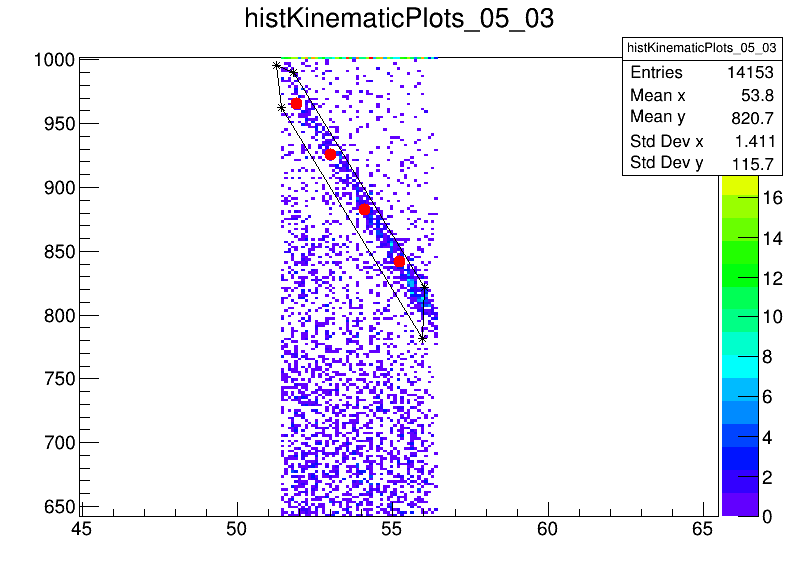 histKinematicPlots_05_03
histKinematicPlots_05_03
Entries 14153
Mean x 53.8
Mean y 820.7
Std Dev x 1.411
Std Dev y 115.7
1000
950
900
850
800
750
700
650
45 50 55 60 65
16
14
12
10
8
6
4
2
0